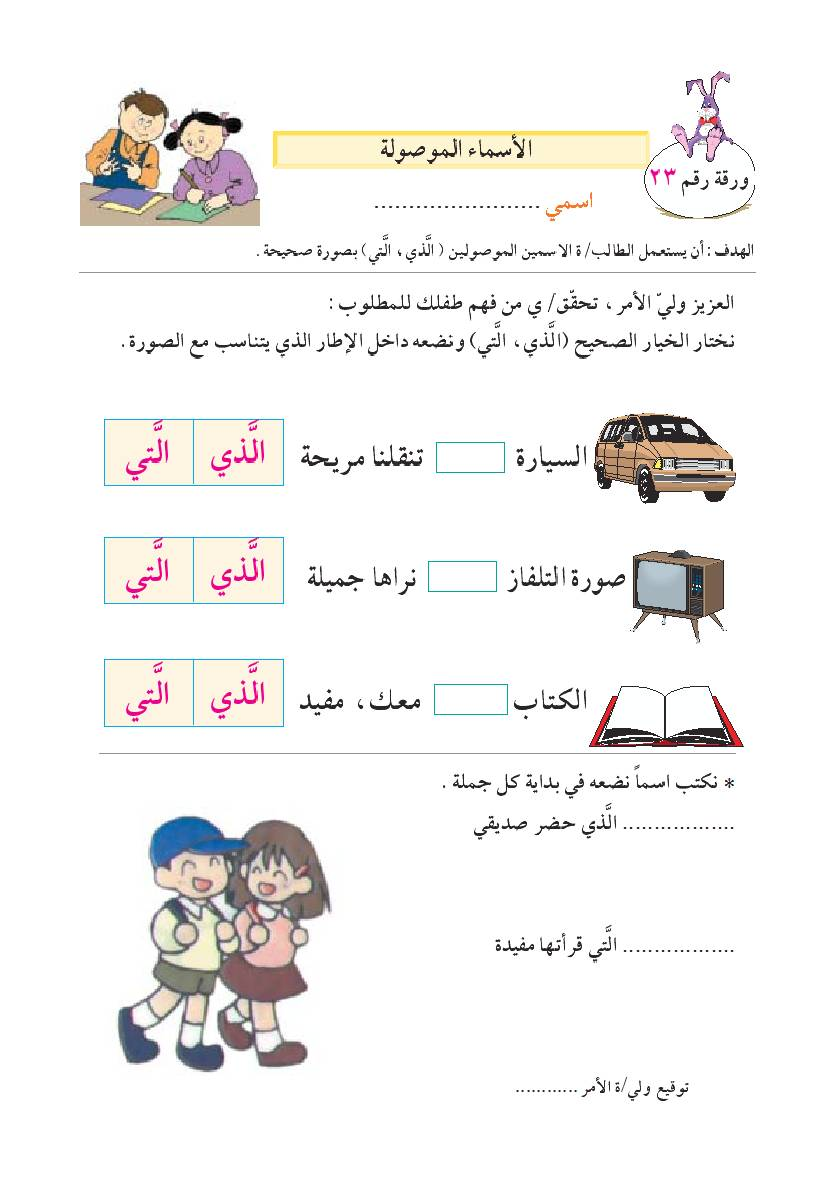 الأسماء الموصولة
ورقة رقم ٢٣
اسمي ........................
الهدف : أن يستعمل الطالب/ ة الاسمين الموصولين ( الَّذي ، الَّتي) بصورة صحيحة .
العزيز وليّ الأمر ، تحقّق/ ي من فهم طفلك للمطلوب :
نختار الخيار الصحيح (الَّذي ، الَّتي) ونضعه داخل الإطار الذي يتناسب مع الصورة .
السيارة تنقلنا مريحة الَّذي الَّتي
صورة التلفاز نراها جميلة الَّذي الَّتي
الكتاب معك ، مفيد الَّذي الَّتي
* نكتب اسماً نضعه في بداية كل جملة .
.................. الَّذي حضر صديقي
.................. الَّتي قرأتها مفيدة
توقيع ولي/ة الأمر ............